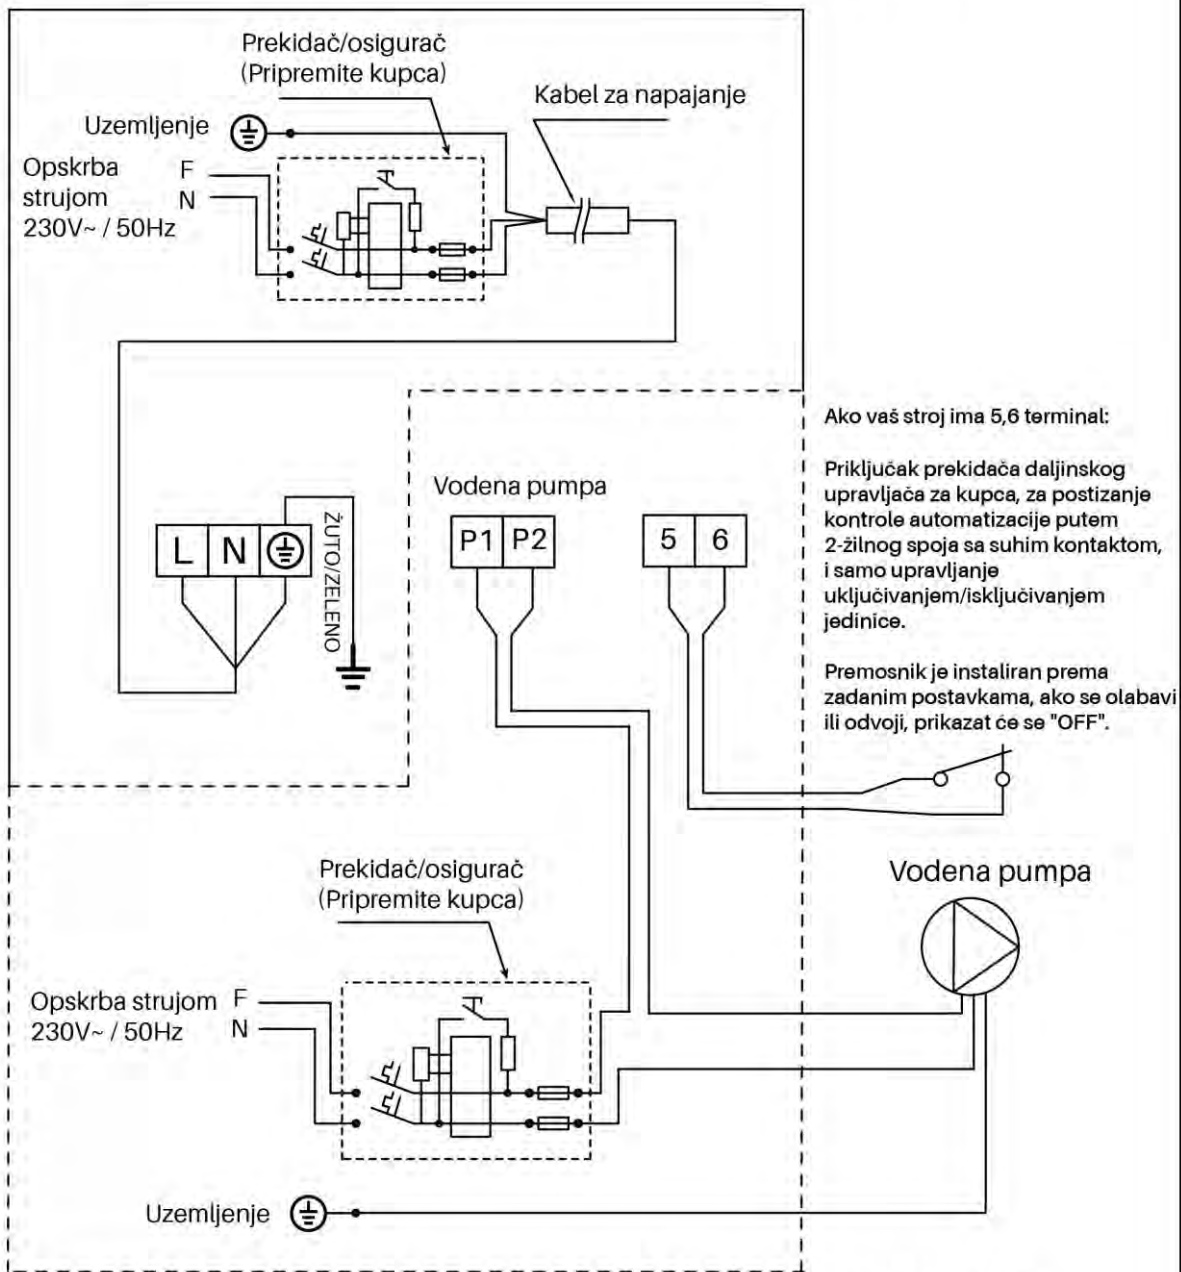 Prekidač/osigurač
(Pripremite kupca)
Kabel za napajanje
Uzemljenje
Opskrba
strujom
230V~ / 50Hz
F
N
Ako vaš stroj ima 5,6 terminal:
Priključak prekidača daljinskog
upravljača za kupca, za postizanje
kontrole automatizacije putem
2-žilnog spoja sa suhim kontaktom,
i samo upravljanje
uključivanjem/isključivanjem
jedinice.
Premosnik je instaliran prema
zadanim postavkama, ako se olabavi
ili odvoji, prikazat će se "OFF".
Vodena pumpa
L N
ŽUTO/ZELENO
P1 P2
5 6
Prekidač/osigurač
(Pripremite kupca)
Vodena pumpa
Opskrba strujom
230V~ / 50Hz
F
N
Uzemljenje